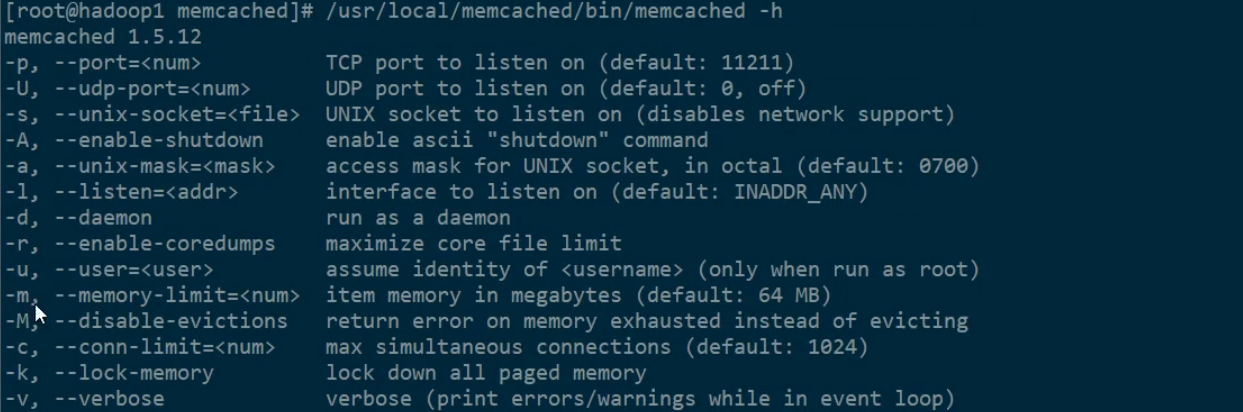 [root@hadoop1 memcached]# /usr/local/memcached/bin/memcached -h
memcached 1.5.12
-p, --port=<num>          TCP port to listen on (default: 11211)
-U, --udp-port=<num>      UDP port to listen on (default: 0, off)
-s, --unix-socket=<file>  UNIX socket to listen on (disables network support)
-A, --enable-shutdown     enable ascii "shutdown" command
-a, --unix-mask=<mask>    access mask for UNIX socket, in octal (default: 0700)
-l, --listen=<addr>       interface to listen on (default: INADDR_ANY)
-d, --daemon              run as a daemon
-r, --enable-coredumps    maximize core file limit
-u, --user=<user>         assume identity of <username> (only when run as root)
-m, --memory-limit=<num>  item memory in megabytes (default: 64 MB)
-M, --disable-evictions   return error on memory exhausted instead of evicting
-c, --conn-limit=<num>    max simultaneous connections (default: 1024)
-k, --lock-memory         lock down all paged memory
-v, --verbose             verbose (print errors/warnings while in event loop)